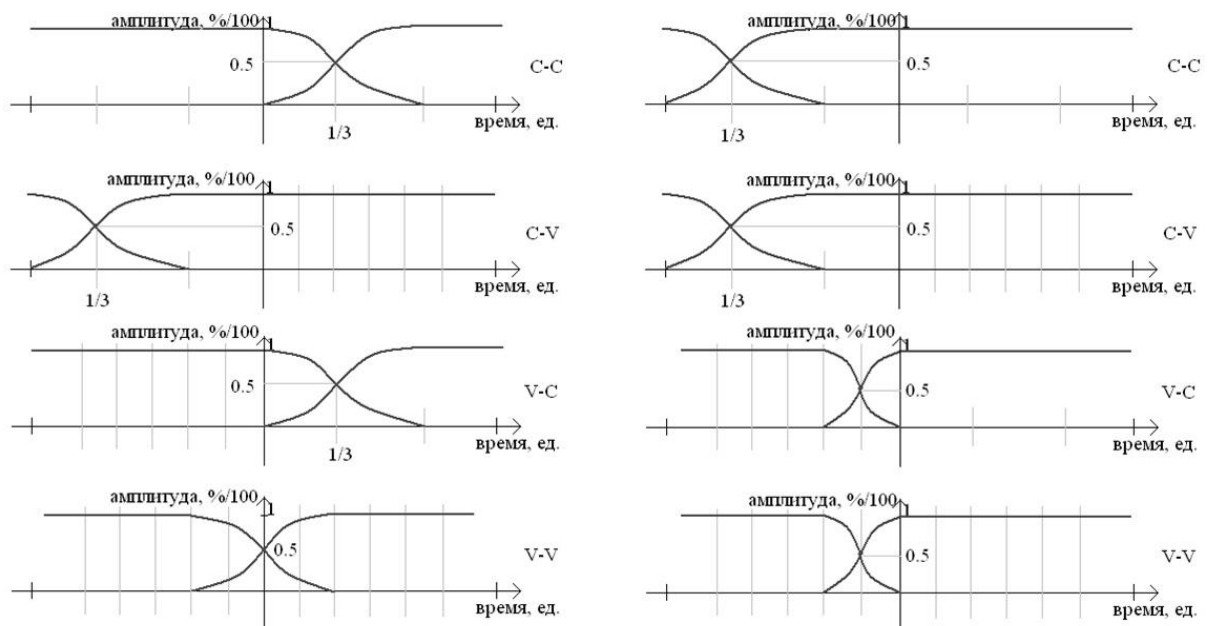 амплитуда, %/100
1
0.5
C-C
время, ед.
1/3
амплитуда, %/100
1
0.5
C-C
время, ед.
1/3
амплитуда, %/100
1
0.5
C-V
время, ед.
1/3
амплитуда, %/100
1
0.5
C-V
время, ед.
1/3
амплитуда, %/100
1
0.5
V-C
время, ед.
1/3
амплитуда, %/100
1
0.5
V-C
время, ед.
амплитуда, %/100
1
0.5
V-V
время, ед.
амплитуда, %/100
1
0.5
V-V
время, ед.